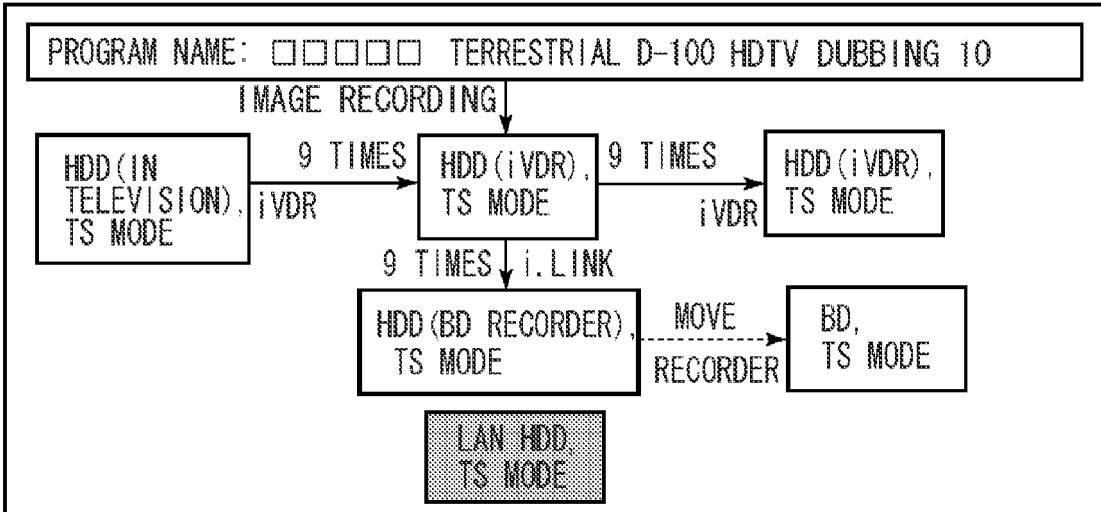 PROGRAM NAME: □□□□□ TERRESTRIAL D-100 HDTV DUBBING 10
IMAGE RECORDING
HDD(IN
TELEVISION),
TS MODE
9 TIMES
iVDR
HDD(iVDR),
TS MODE
9 TIMES
iVDR
HDD(iVDR),
TS MODE
9 TIMES
i.LINK
HDD(BD RECORDER),
TS MODE
MOVE
RECORDER
BD,
TS MODE
LAN HDD,
TS MODE